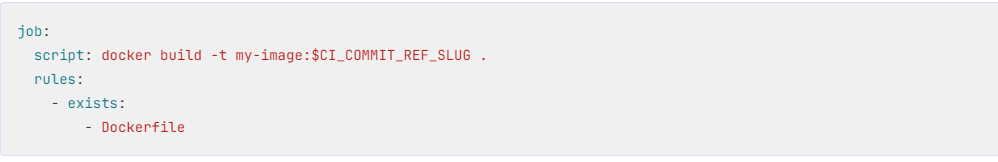 job:
  script: docker build -t my-image:$CI_COMMIT_REF_SLUG .
  rules:
    - exists:
        - Dockerfile